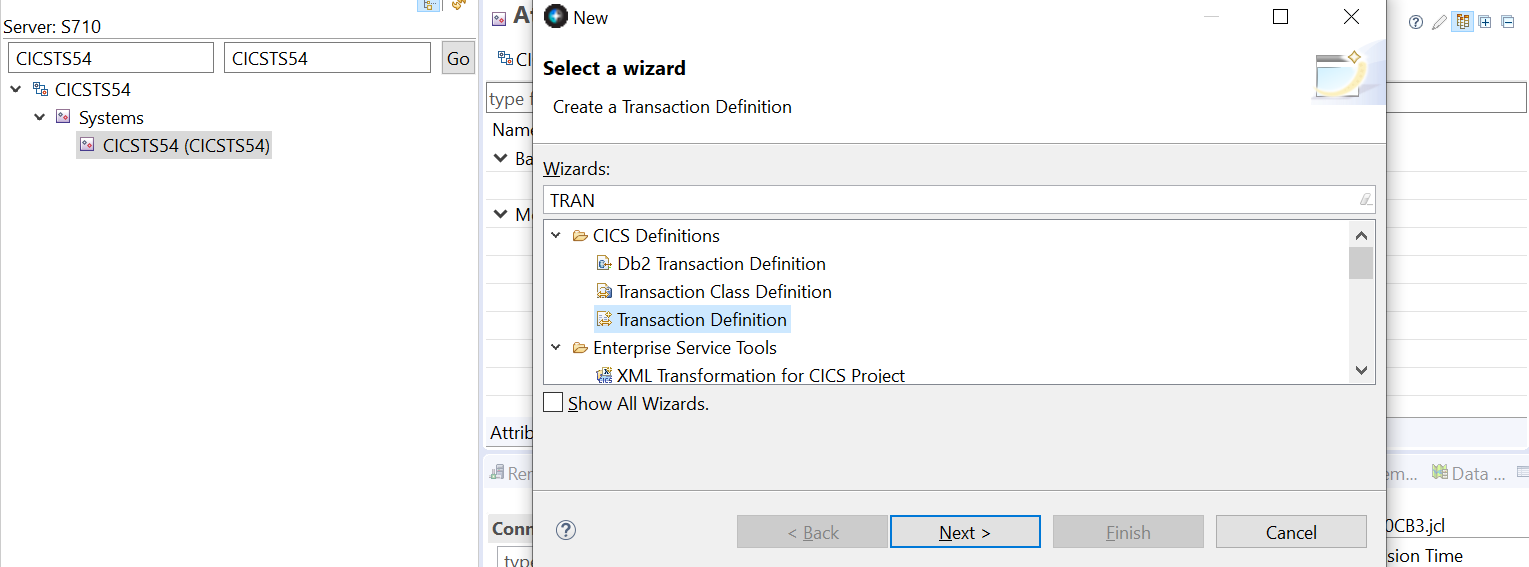 Server: S710
CICSTS54
CICSTS54
Go
CICSTS54
Systems
CICSTS54 (CICSTS54)
type
Attrib
New
Select a wizard
Create a Transaction Definition
Wizards:
TRAN
CICS Definitions
Db2 Transaction Definition
Transaction Class Definition
Transaction Definition
Enterprise Service Tools
XML Transformation for CICS Project
Show All Wizards.
< Back
Next >
Finish
Cancel
Data ...
0CB3.jcl
sion Time